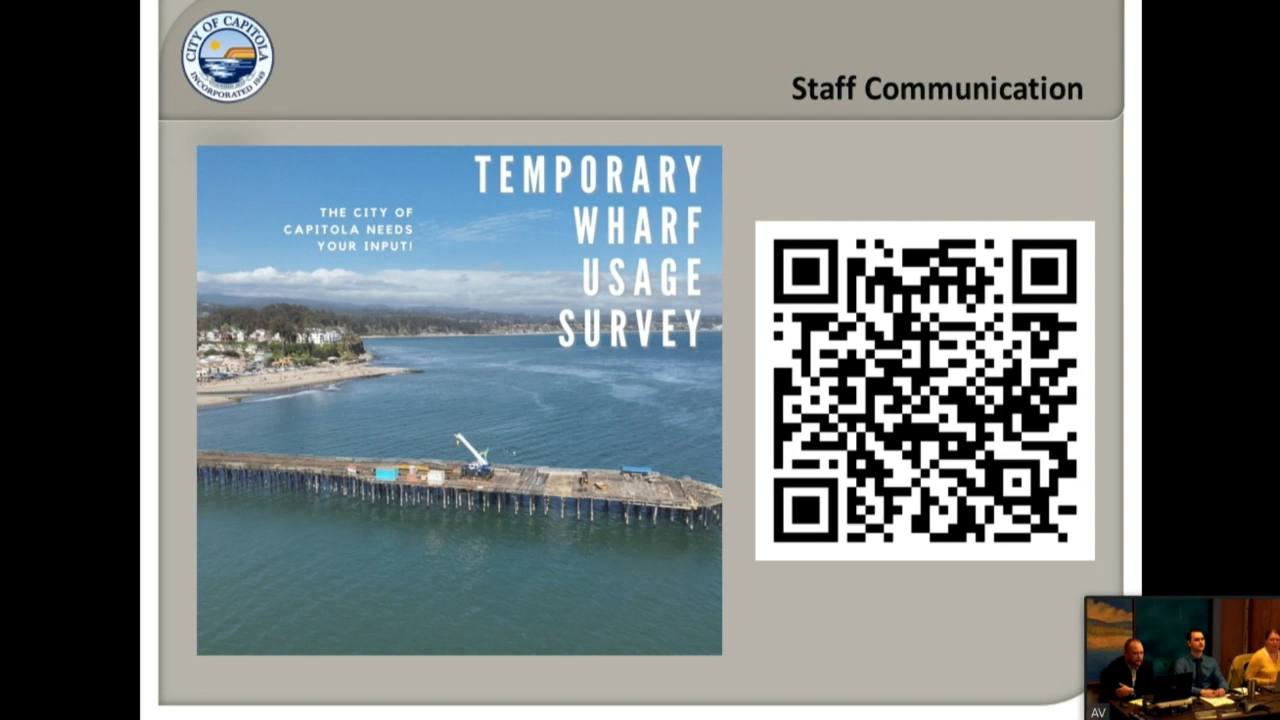 CITY OF CAPITOLA
INCORPORATED 1949
Staff Communication
THE CITY OF
CAPITOLA NEEDS
YOUR INPUT!
TEMPORARY
WHARF
USAGE
SURVEY
AV